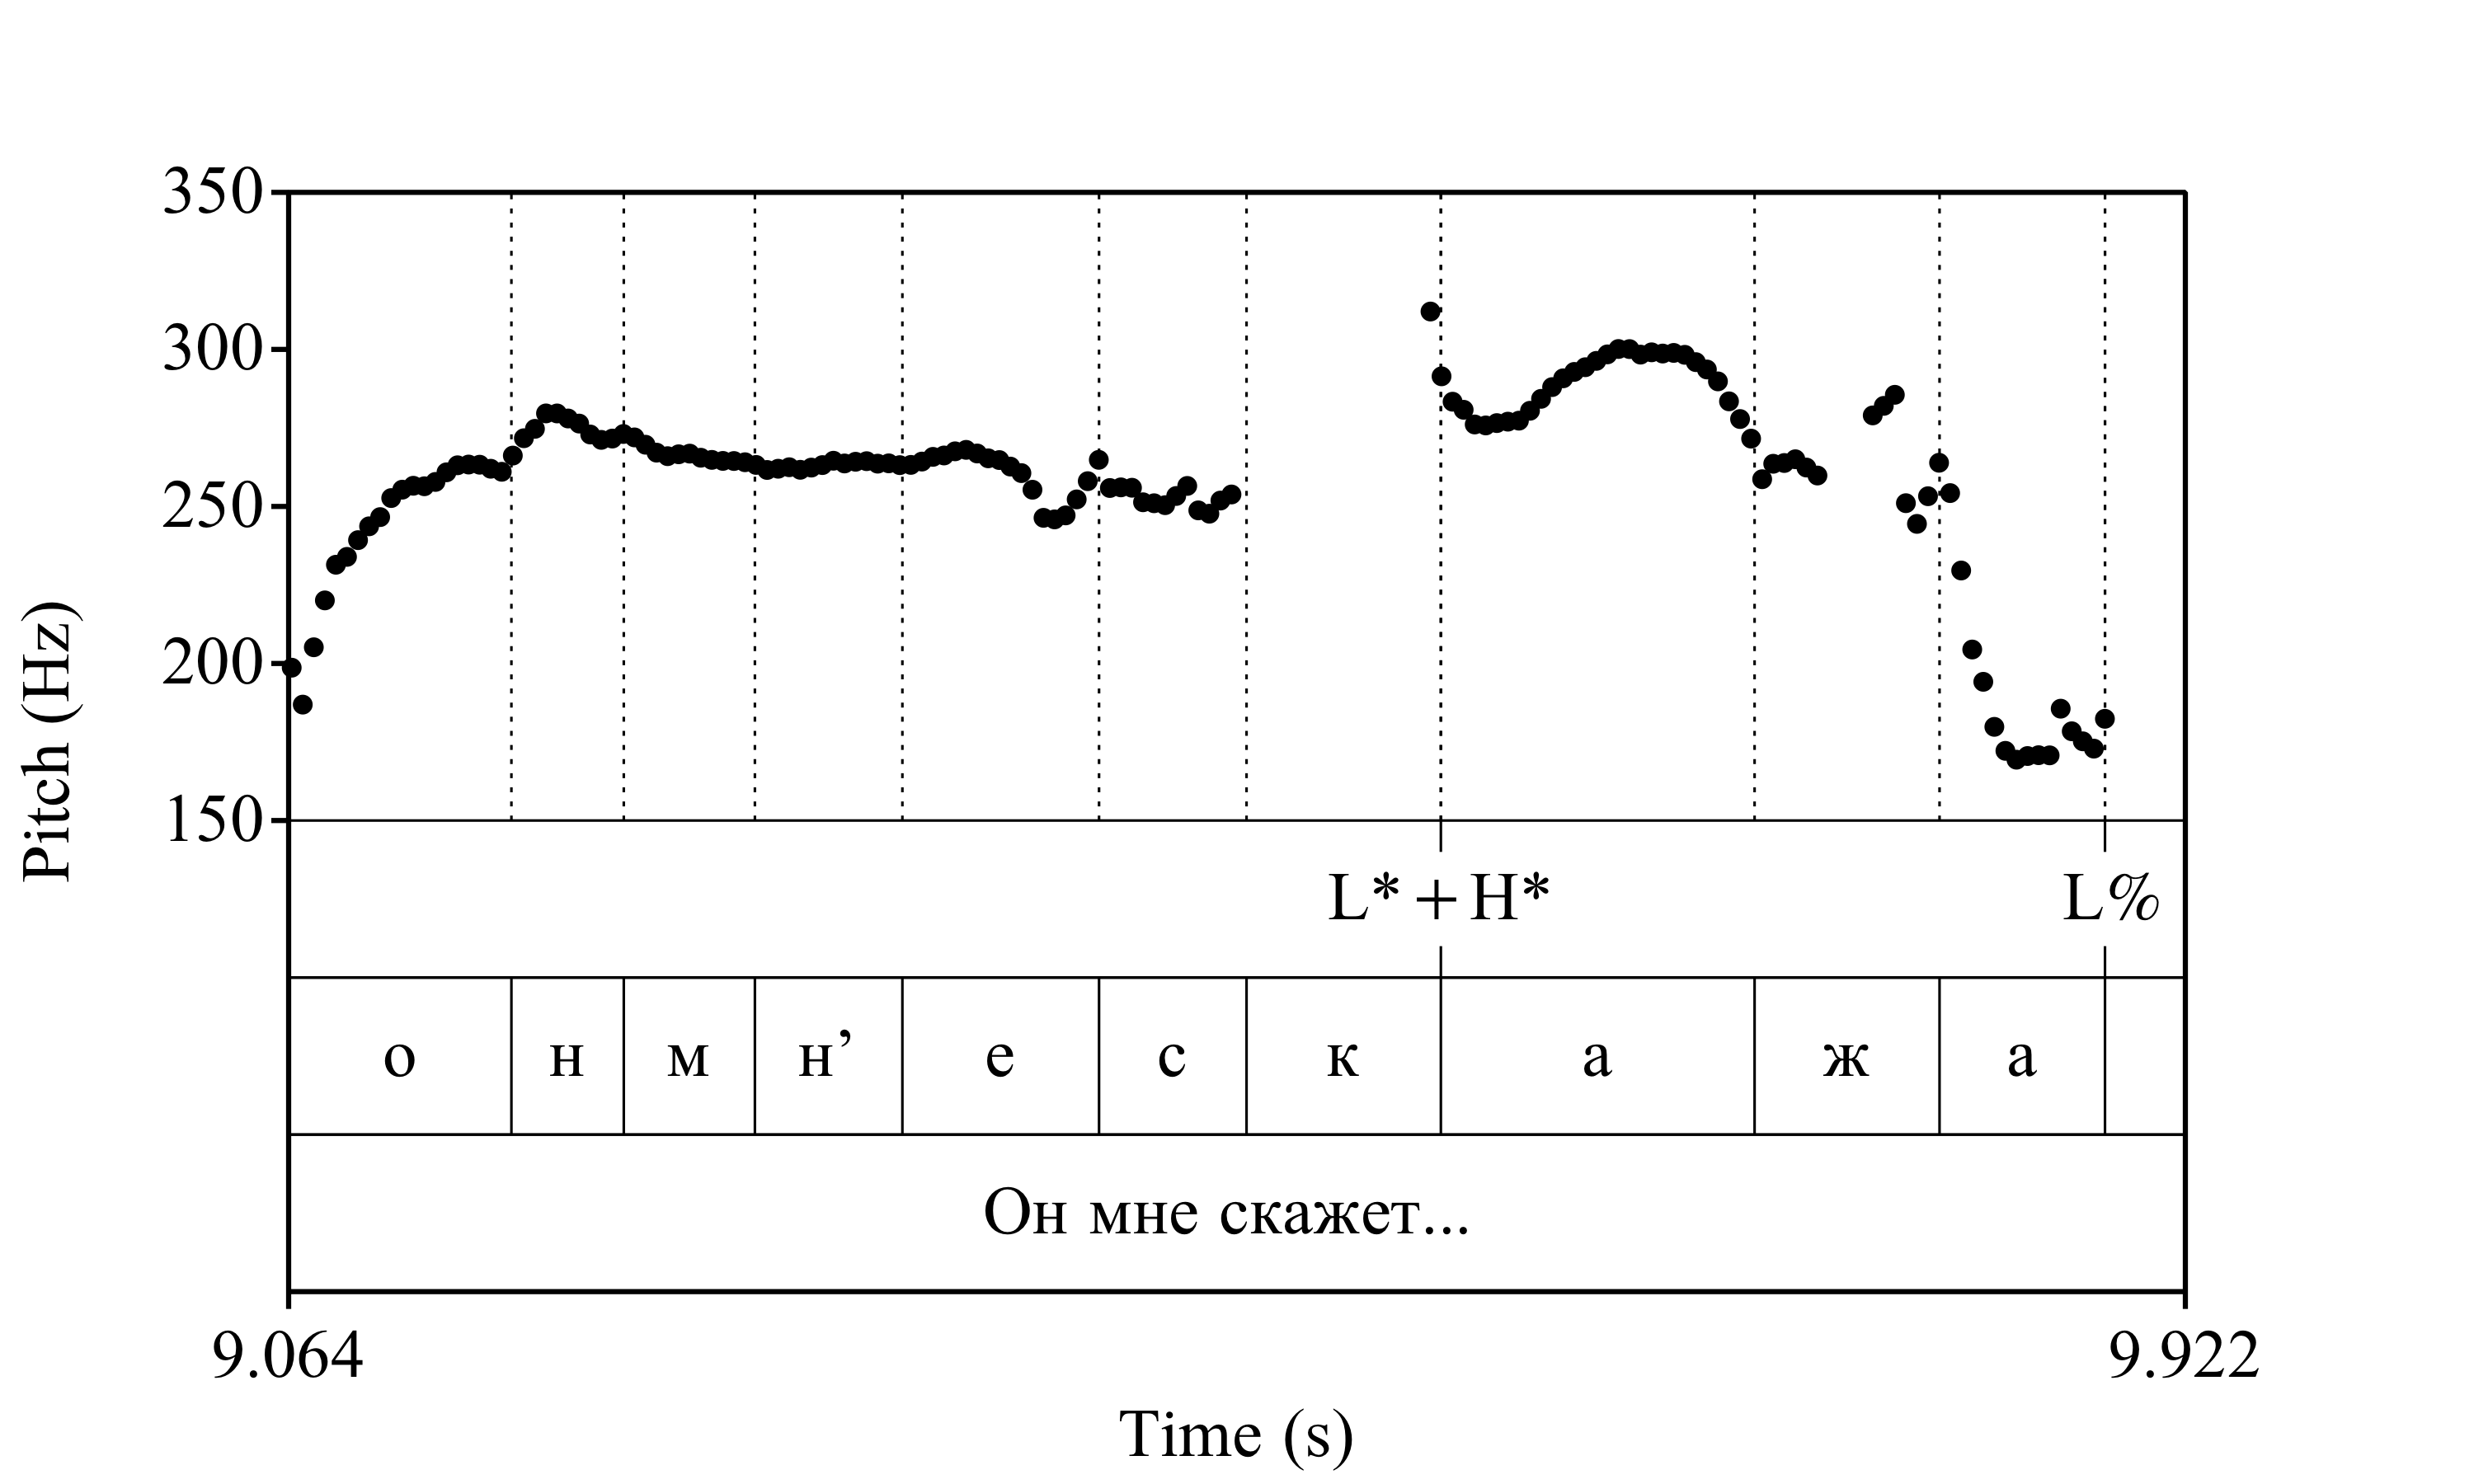 350
300
250
200
150
Pitch (Hz)
L*+H* L%
о н м н’ е с к а ж а
Он мне скажет...
9.064 9.922
Time (s)